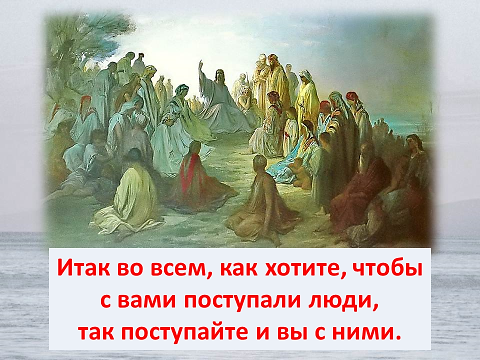 Итак во всем, как хотите, чтобы
с вами поступали люди,
так поступайте и вы с ними.